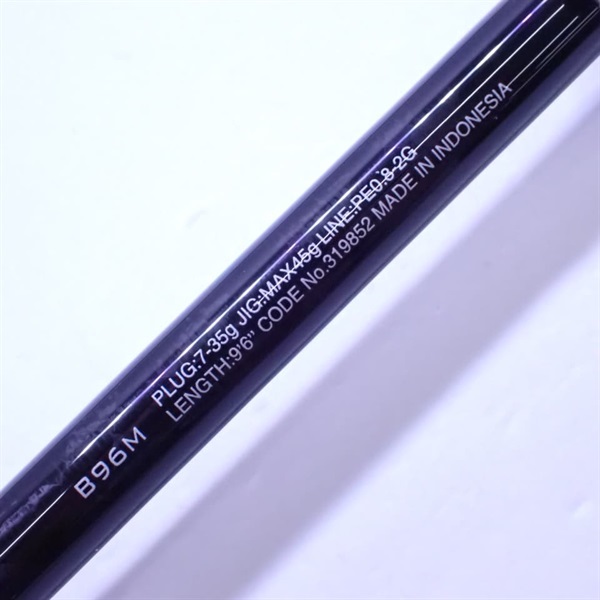 B96M
PLUG:7-35g JIG:MAX45g LINE:PE0.8-2G
LENGTH:9'6" CODE No.319852 MADE IN INDONESIA